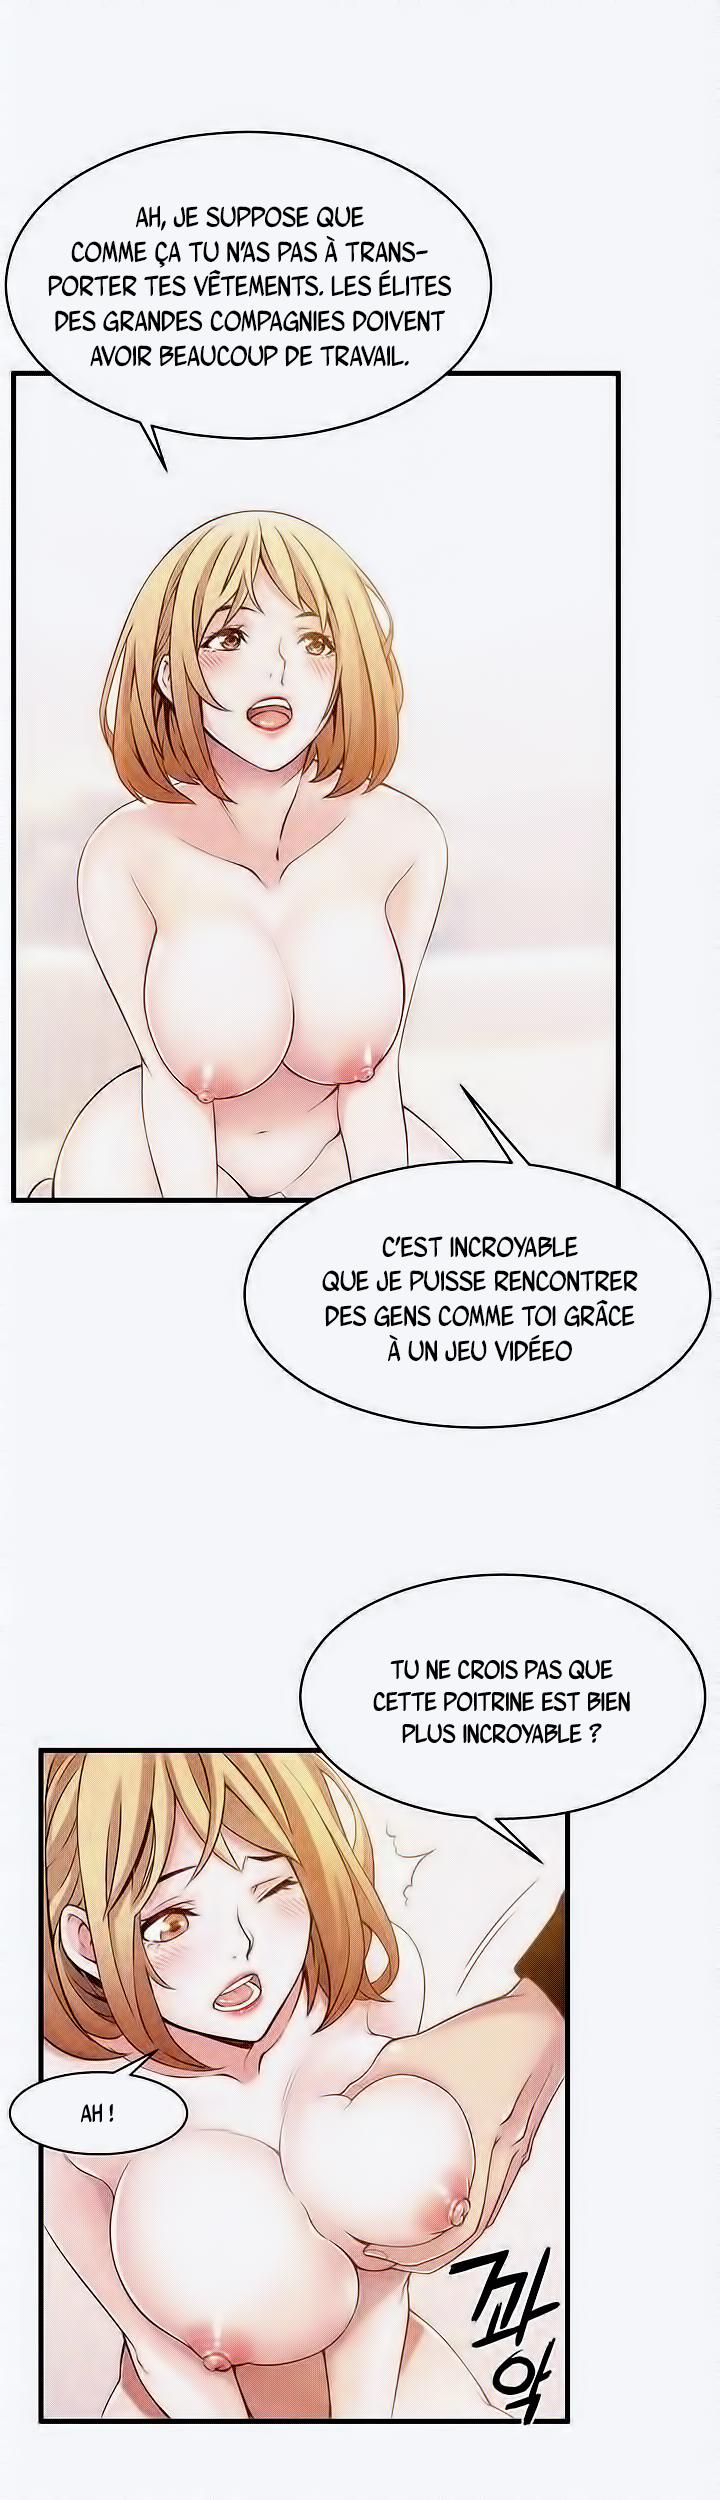 AH, JE SUPPOSE QUE
COMME ÇA TU N'AS PAS À TRANS-
PORTER TES VÊTEMENTS. LES ÉLITES
DES GRANDES COMPAGNIES DOIVENT
AVOIR BEAUCOUP DE TRAVAIL.
C'EST INCROYABLE
QUE JE PUISSE RENCONTRER
DES GENS COMME TOI GRÂCE
À UN JEU VIDÉEO
TU NE CROIS PAS QUE
CETTE POITRINE EST BIEN
PLUS INCROYABLE ?
AH !
꽈
악